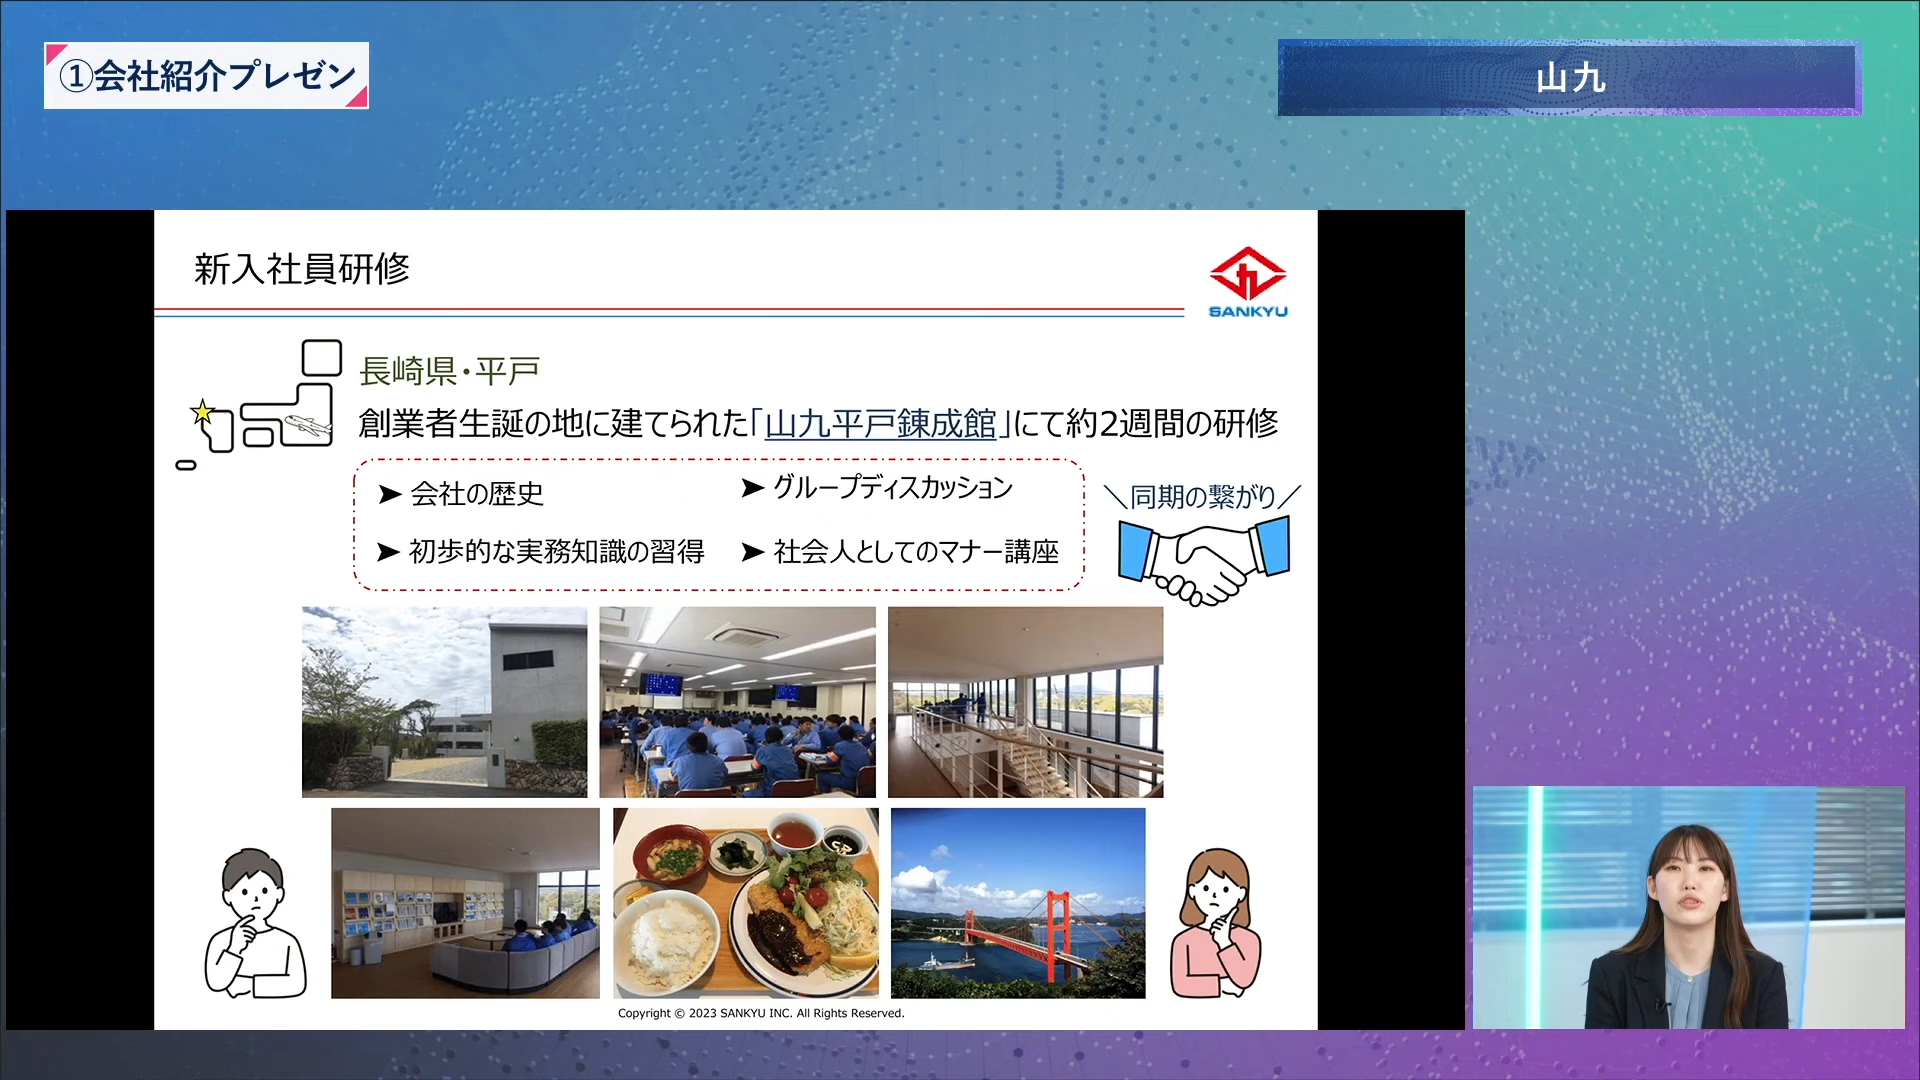 ①会社紹介プレゼン
山九
新入社員研修
SANKYU
長崎県・平戸
創業者生誕の地に建てられた「山九平戸錬成館」にて約2週間の研修
➤ 会社の歴史
➤ グループディスカッション
➤ 初歩的な実務知識の習得
➤ 社会人としてのマナー講座
＼同期の繋がり／
Copyright © 2023 SANKYU INC. All Rights Reserved.